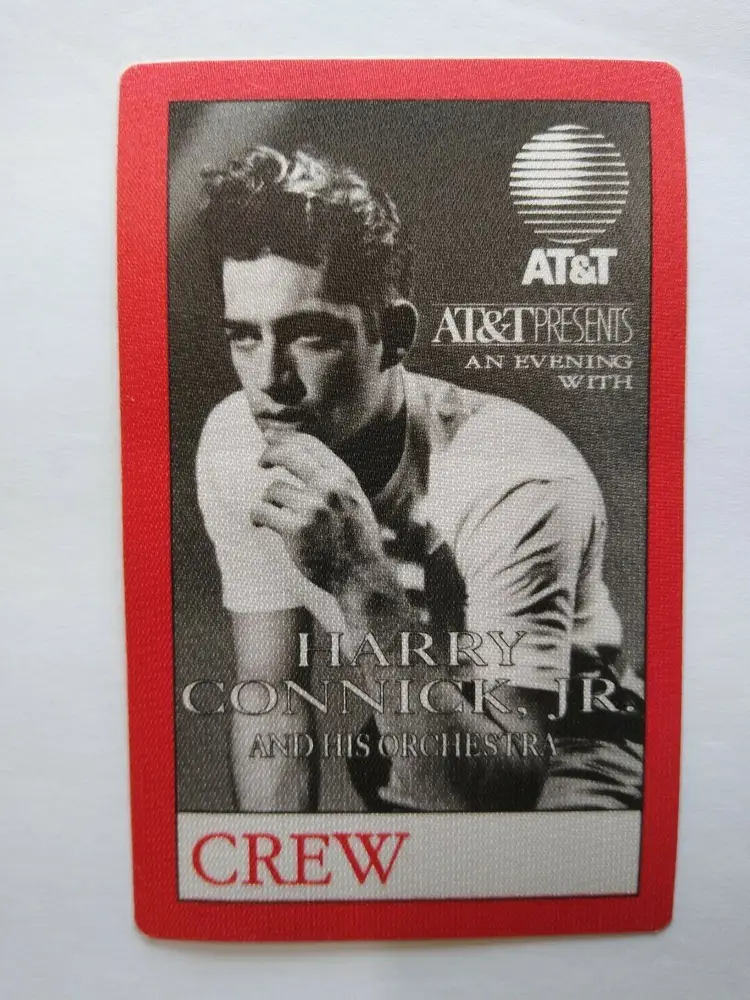 AT&T
AT&T PRESENTS
AN EVENING
WITH
HARRY
CONNICK, JR.
AND HIS ORCHESTRA
CREW